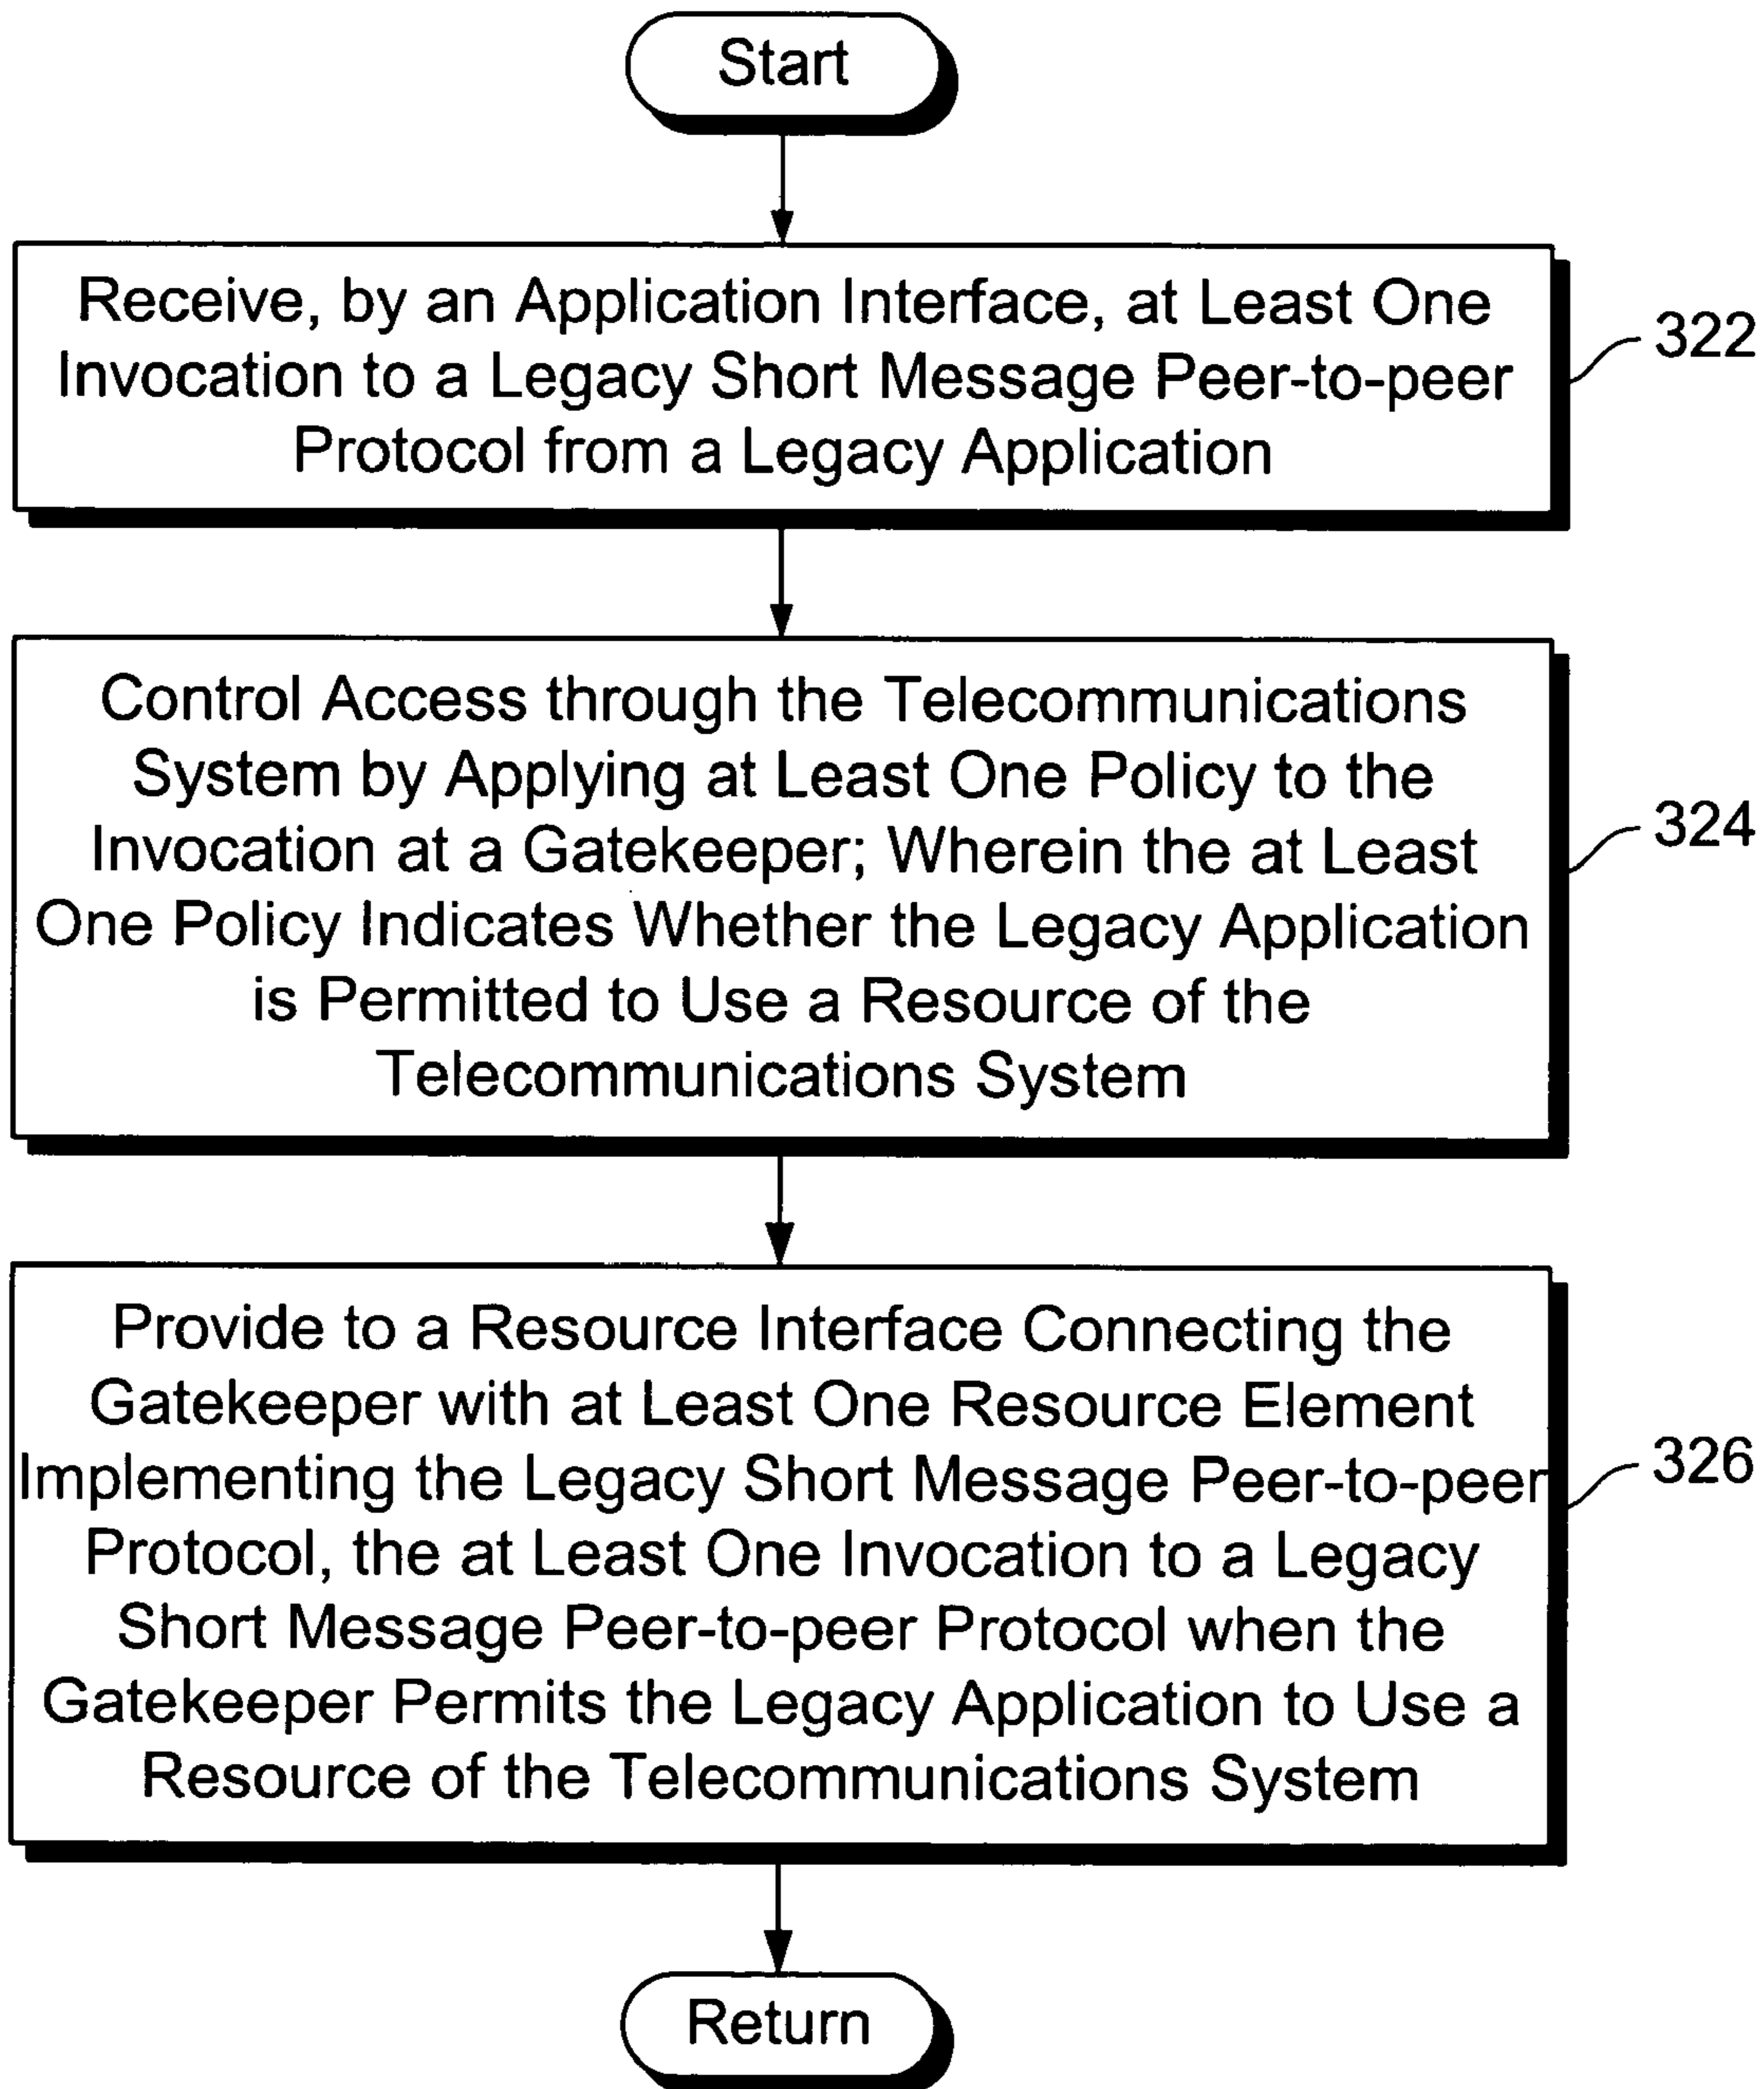 Start
Receive, by an Application Interface, at Least One
Invocation to a Legacy Short Message Peer-to-peer
Protocol from a Legacy Application
322
Control Access through the Telecommunications
System by Applying at Least One Policy to the
Invocation at a Gatekeeper; Wherein the at Least
One Policy Indicates Whether the Legacy Application
is Permitted to Use a Resource of the
Telecommunications System
324
Provide to a Resource Interface Connecting the
Gatekeeper with at Least One Resource Element
Implementing the Legacy Short Message Peer-to-peer
Protocol, the at Least One Invocation to a Legacy
Short Message Peer-to-peer Protocol when the
Gatekeeper Permits the Legacy Application to Use a
Resource of the Telecommunications System
326
Return